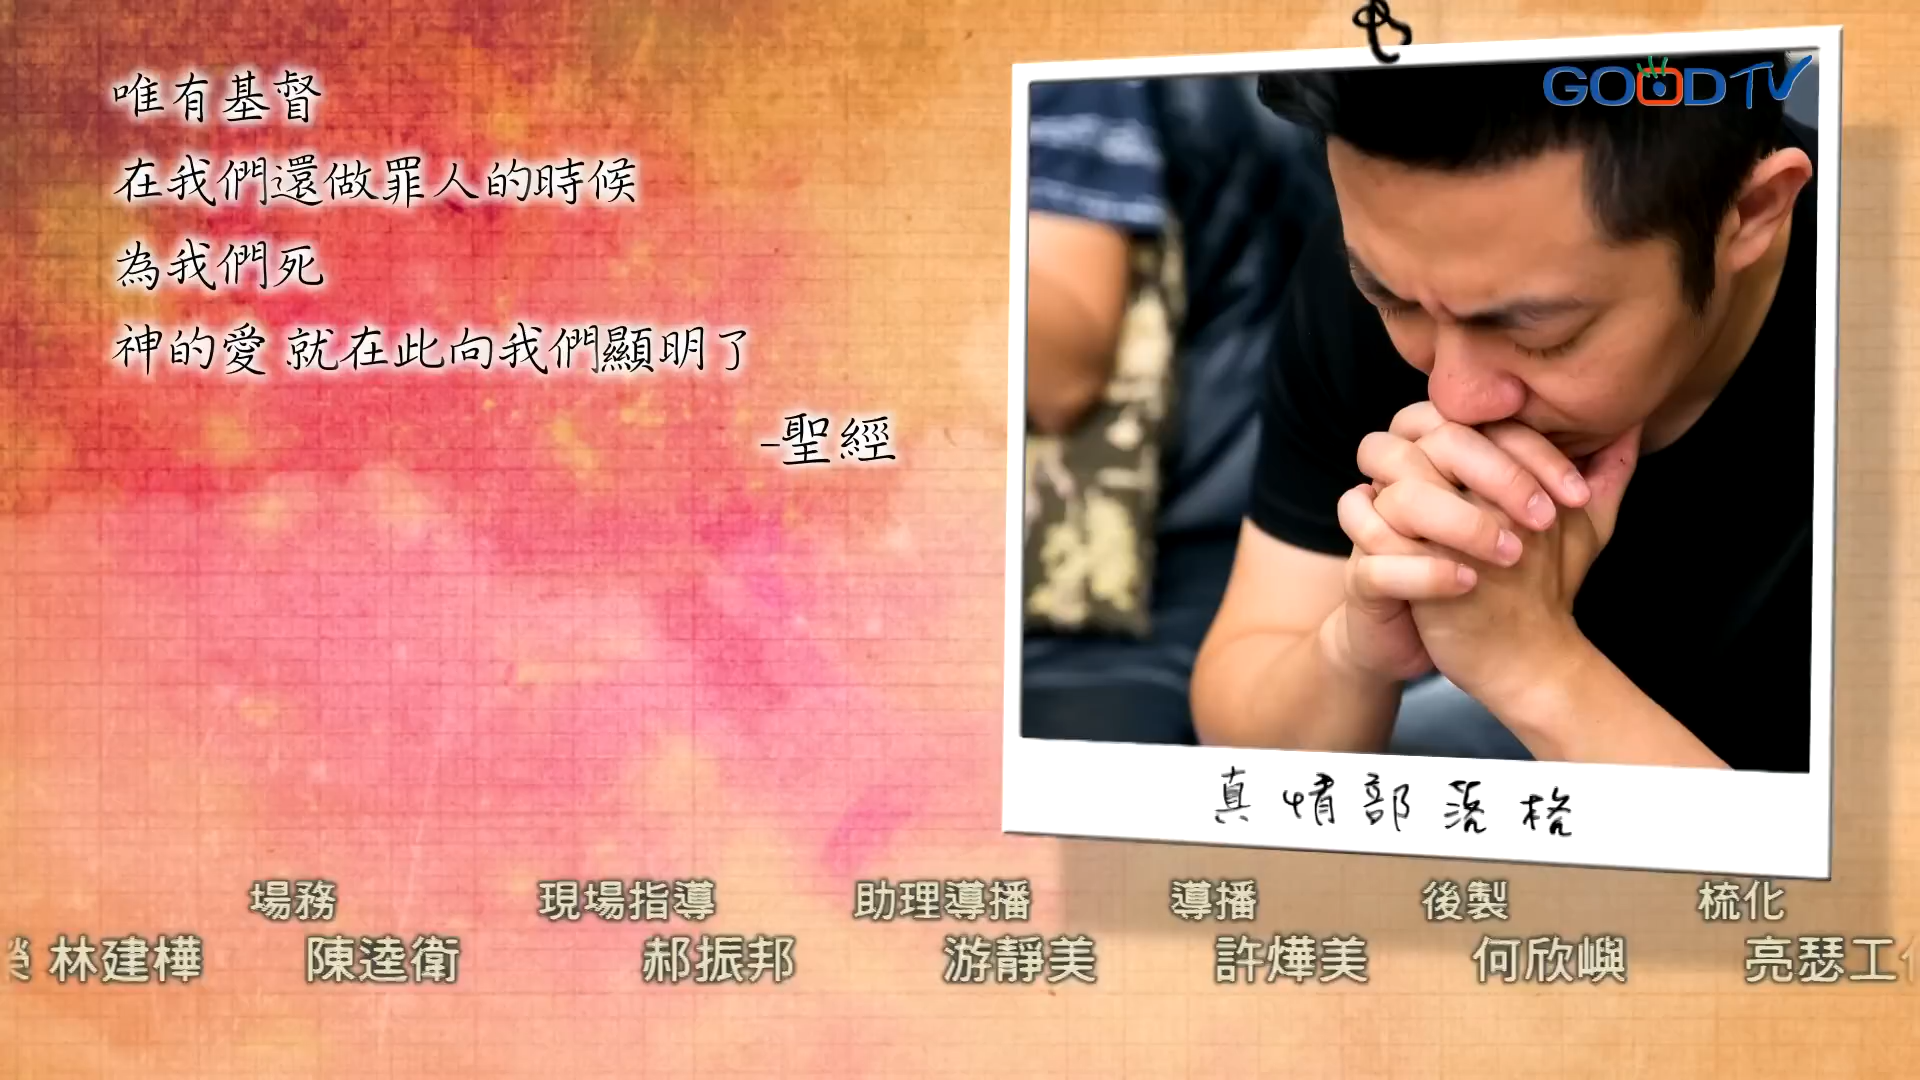 唯有基督
在我們還做罪人的時候
為我們死
神的愛 就在此向我們顯明了
–聖經
GOOD TV
真情部落格
場務 現場指導 助理導播 導播 後製 梳化
林建樺 陳逵衛 郝振邦 游靜美 許燁美 何欣嶼 亮瑟工